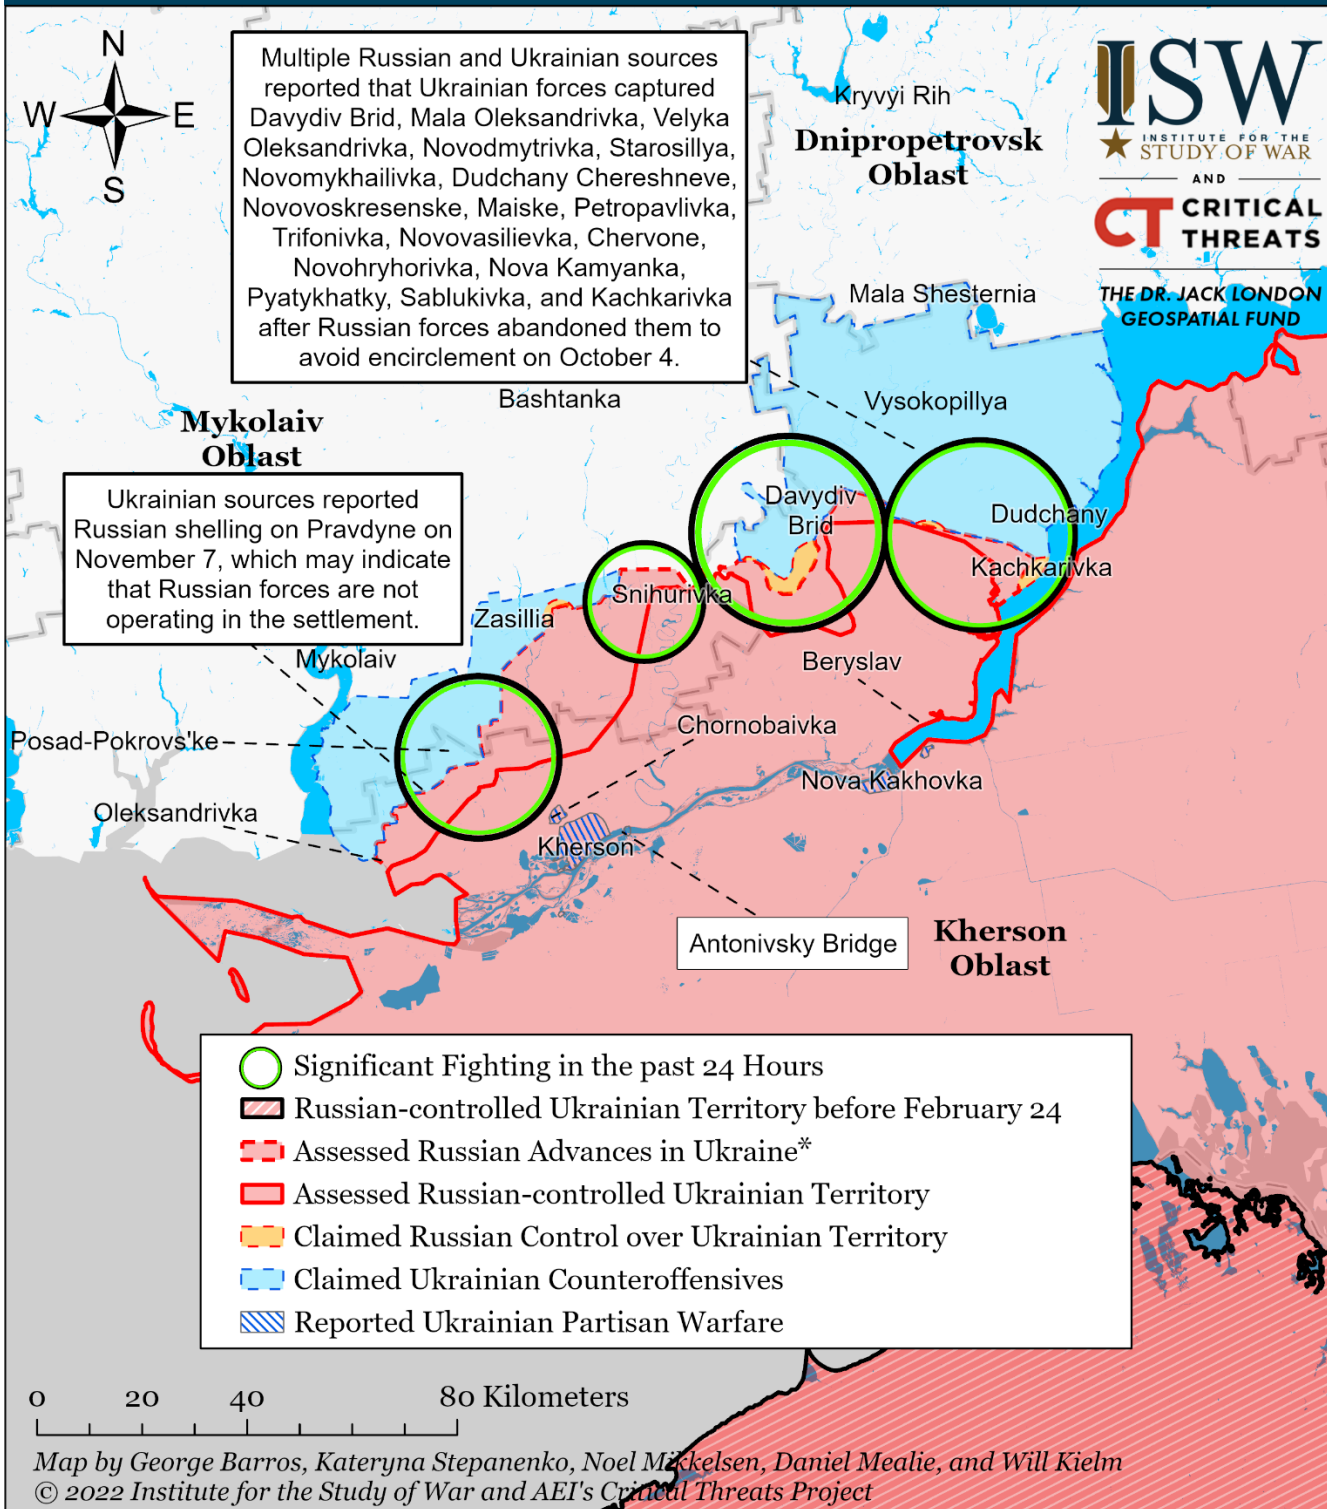 N
W
E
S
Multiple Russian and Ukrainian sources
reported that Ukrainian forces captured
Davydiv Brid, Mala Oleksandrivka, Velyka
Oleksandrivka, Novodmytrivka, Starosillya,
Novomykhailivka, Dudchany Chereshneve,
Novovoskresenske, Maiske, Petropavlivka,
Trifonivka, Novovasilievka, Chervone,
Novohryhorivka, Nova Kamyanka,
Pyatykhatky, Sablukivka, and Kachkarivka
after Russian forces abandoned them to
avoid encirclement on October 4.
Kryvyi Rih
Dnipropetrovsk
Oblast
ISW
INSTITUTE FOR THE
STUDY OF WAR
AND
CT CRITICAL
THREATS
THE DR. JACK LONDON
GEOSPATIAL FUND
Mala Shesternia
Bashtanka
Vysokopillya
Mykolaiv
Oblast
Ukrainian sources reported
Russian shelling on Pravdyne on
November 7, which may indicate
that Russian forces are not
operating in the settlement.
Davydiv
Brid
Dudchany
Kachkarivka
Snihurivka
Zasillia
Mykolaiv
Beryslav
Chornobaivka
Posad-Pokrovs'ke
Nova Kakhovka
Oleksandrivka
Kherson
Antonivsky Bridge
Kherson
Oblast
Significant Fighting in the past 24 Hours
Russian-controlled Ukrainian Territory before February 24
Assessed Russian Advances in Ukraine*
Assessed Russian-controlled Ukrainian Territory
Claimed Russian Control over Ukrainian Territory
Claimed Ukrainian Counteroffensives
Reported Ukrainian Partisan Warfare
0 20 40 80 Kilometers
Map by George Barros, Kateryna Stepanenko, Noel Mikkelsen, Daniel Mealie, and Will Kielm
© 2022 Institute for the Study of War and AEI's Critical Threats Project